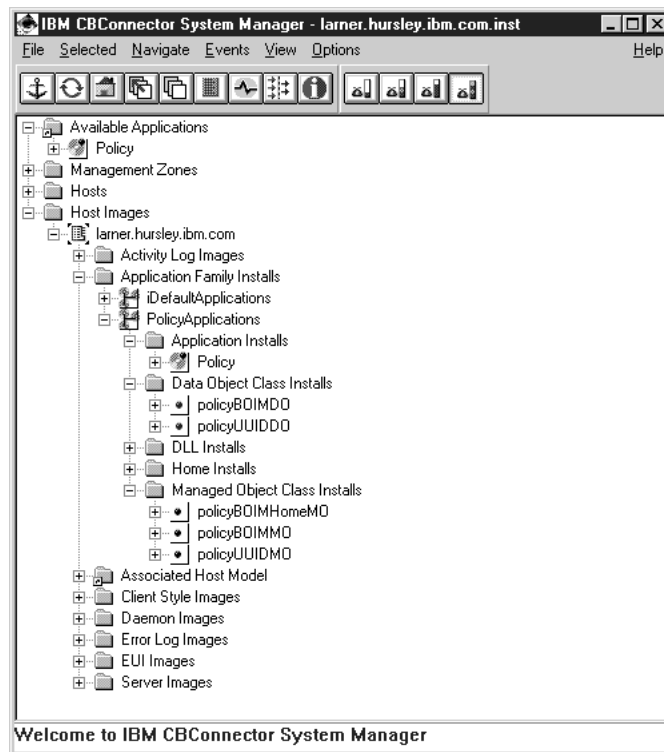 IBM CBConnector System Manager - larner.hursley.ibm.com.inst
File Selected Navigate Events View Options Help
Available Applications
Policy
Management Zones
Hosts
Host Images
larner.hursley.ibm.com
Activity Log Images
Application Family Installs
iDefaultApplications
PolicyApplications
Application Installs
Policy
Data Object Class Installs
policyBOIMDO
policyUUIDDO
DLL Installs
Home Installs
Managed Object Class Installs
policyBOIMHomeMO
policyBOIMMO
policyUUIDMO
Associated Host Model
Client Style Images
Daemon Images
Error Log Images
EUI Images
Server Images
Welcome to IBM CBConnector System Manager